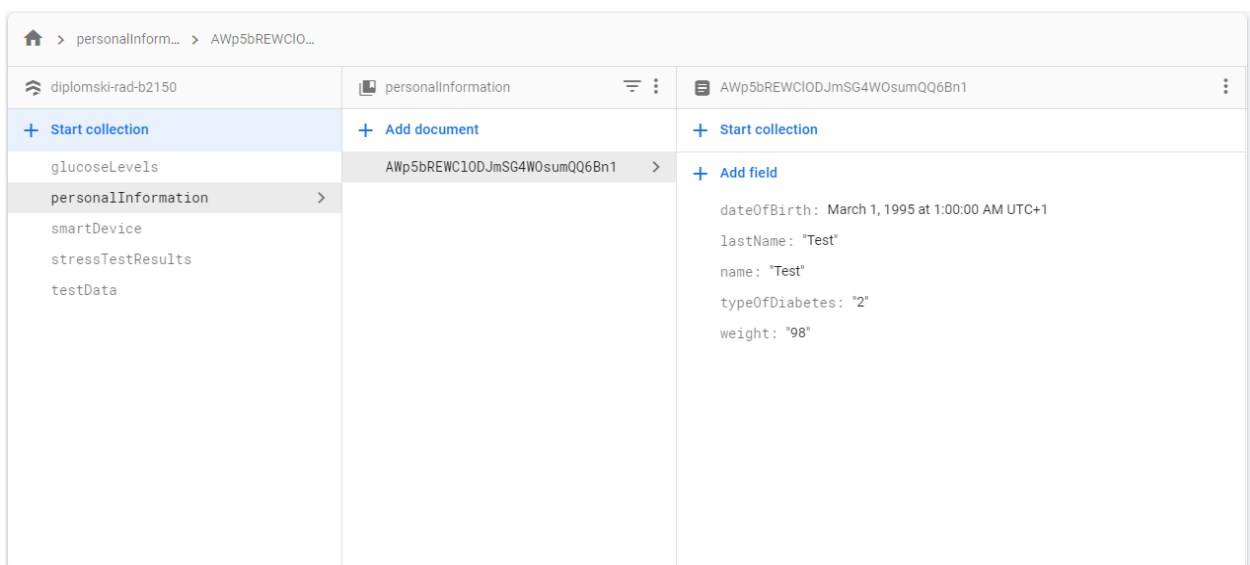 personalInform... > AWp5bREWClO...
diplomski-rad-b2150
personalInformation
AWp5bREWClODJmSG4WOsumQQ6Bn1
+ Start collection
+ Add document
+ Start collection
glucoseLevels
AWp5bREWClODJmSG4WOsumQQ6Bn1 >
+ Add field
personalInformation >
smartDevice
stressTestResults
testData
dateOfBirth: March 1, 1995 at 1:00:00 AM UTC+1
lastName: "Test"
name: "Test"
typeOfDiabetes: "2"
weight: "98"